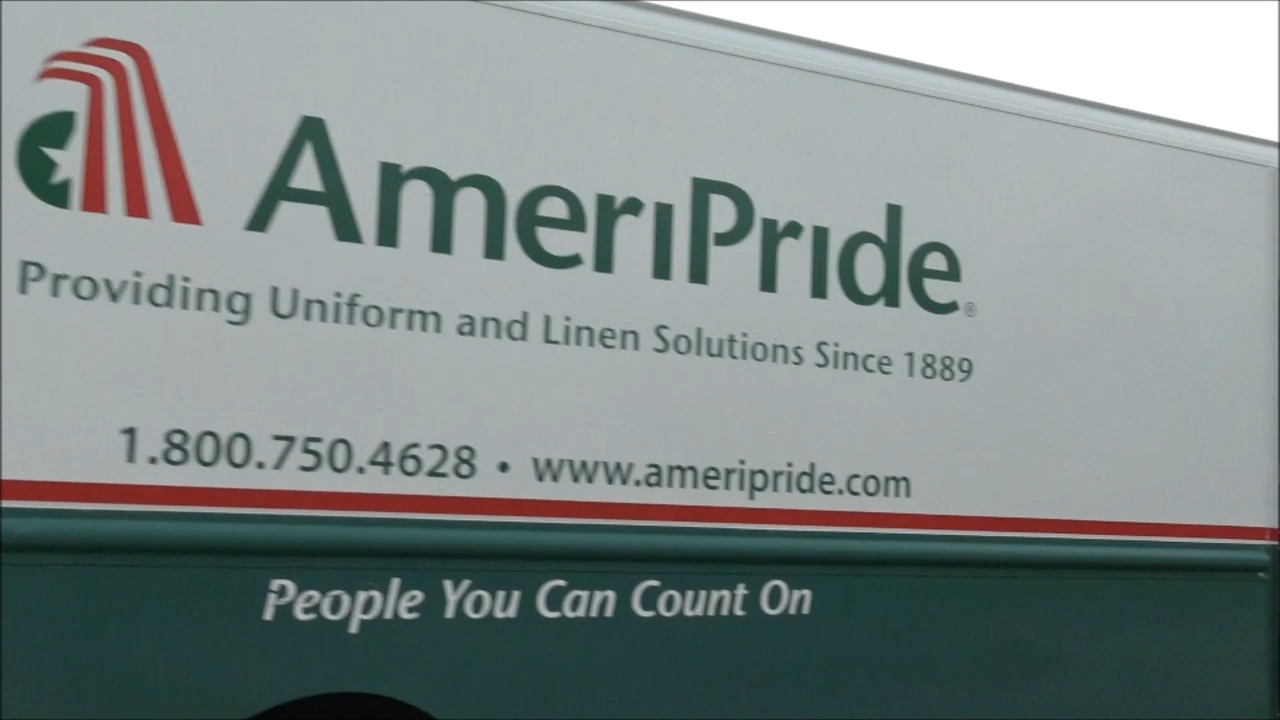 AmeriPride®
Providing Uniform and Linen Solutions Since 1889
1.800.750.4628 • www.ameripride.com
People You Can Count On